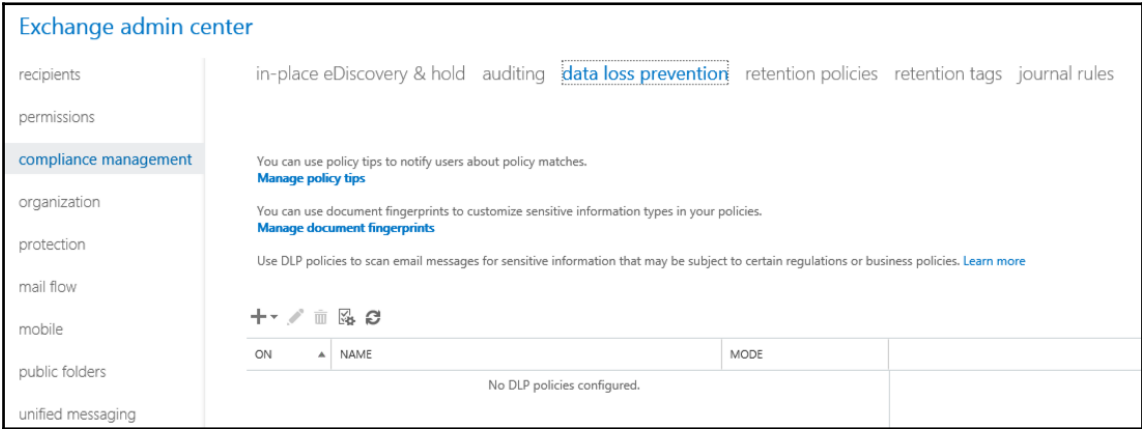 Exchange admin center
recipients
permissions
compliance management
organization
protection
mail flow
mobile
public folders
unified messaging
in-place eDiscovery & hold auditing data loss prevention retention policies retention tags journal rules
You can use policy tips to notify users about policy matches.
Manage policy tips
You can use document fingerprints to customize sensitive information types in your policies.
Manage document fingerprints
Use DLP policies to scan email messages for sensitive information that may be subject to certain regulations or business policies. Learn more
ON NAME MODE
No DLP policies configured.